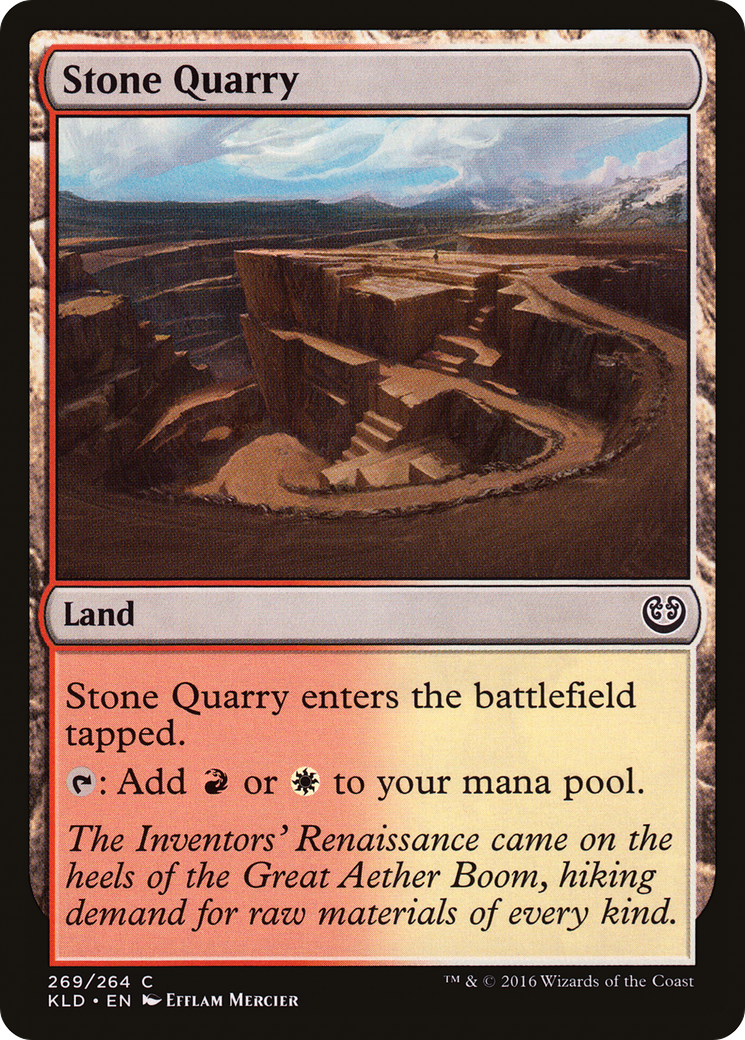 Stone Quarry
Land
Stone Quarry enters the battlefield
tapped.
: Add or to your mana pool.
The Inventors' Renaissance came on the
heels of the Great Aether Boom, hiking
demand for raw materials of every kind.
269/264 C
KLD • EN Efflam Mercier
™ & © 2016 Wizards of the Coast